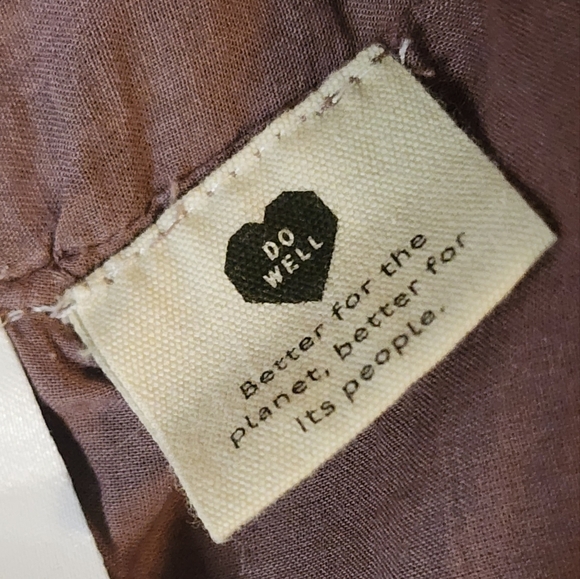 DO
WELL
Better for the
planet, better for
its people.